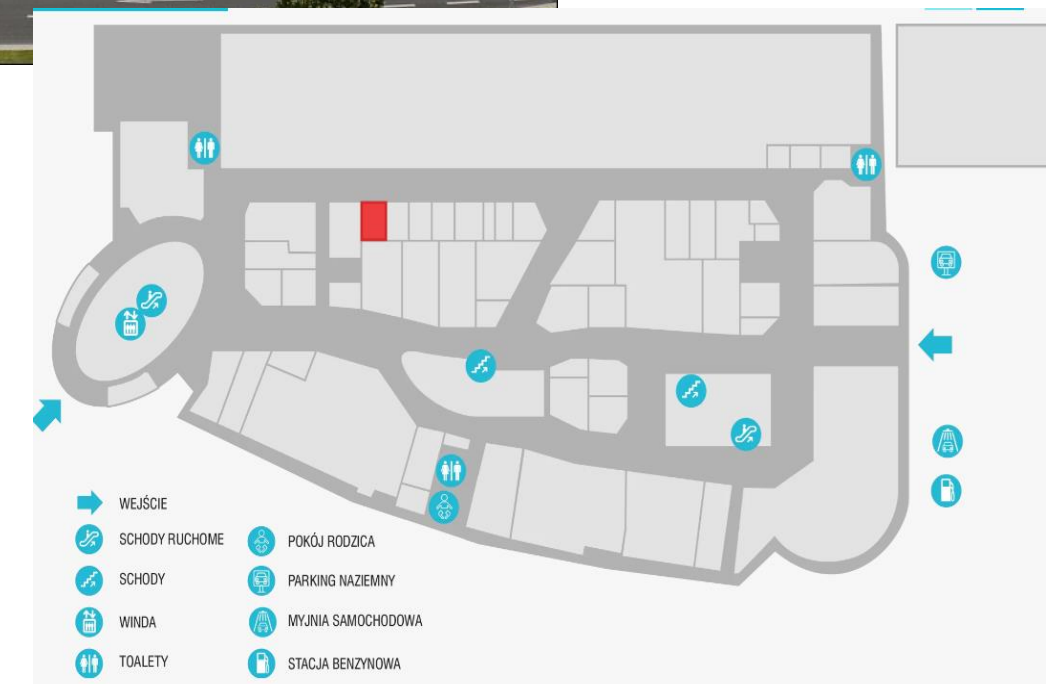 WEJŚCIE
SCHODY RUCHOME
SCHODY
WINDA
TOALETY
POKÓJ RODZICA
PARKING NAZIEMNY
MYJNIA SAMOCHODOWA
STACJA BENZYNOWA